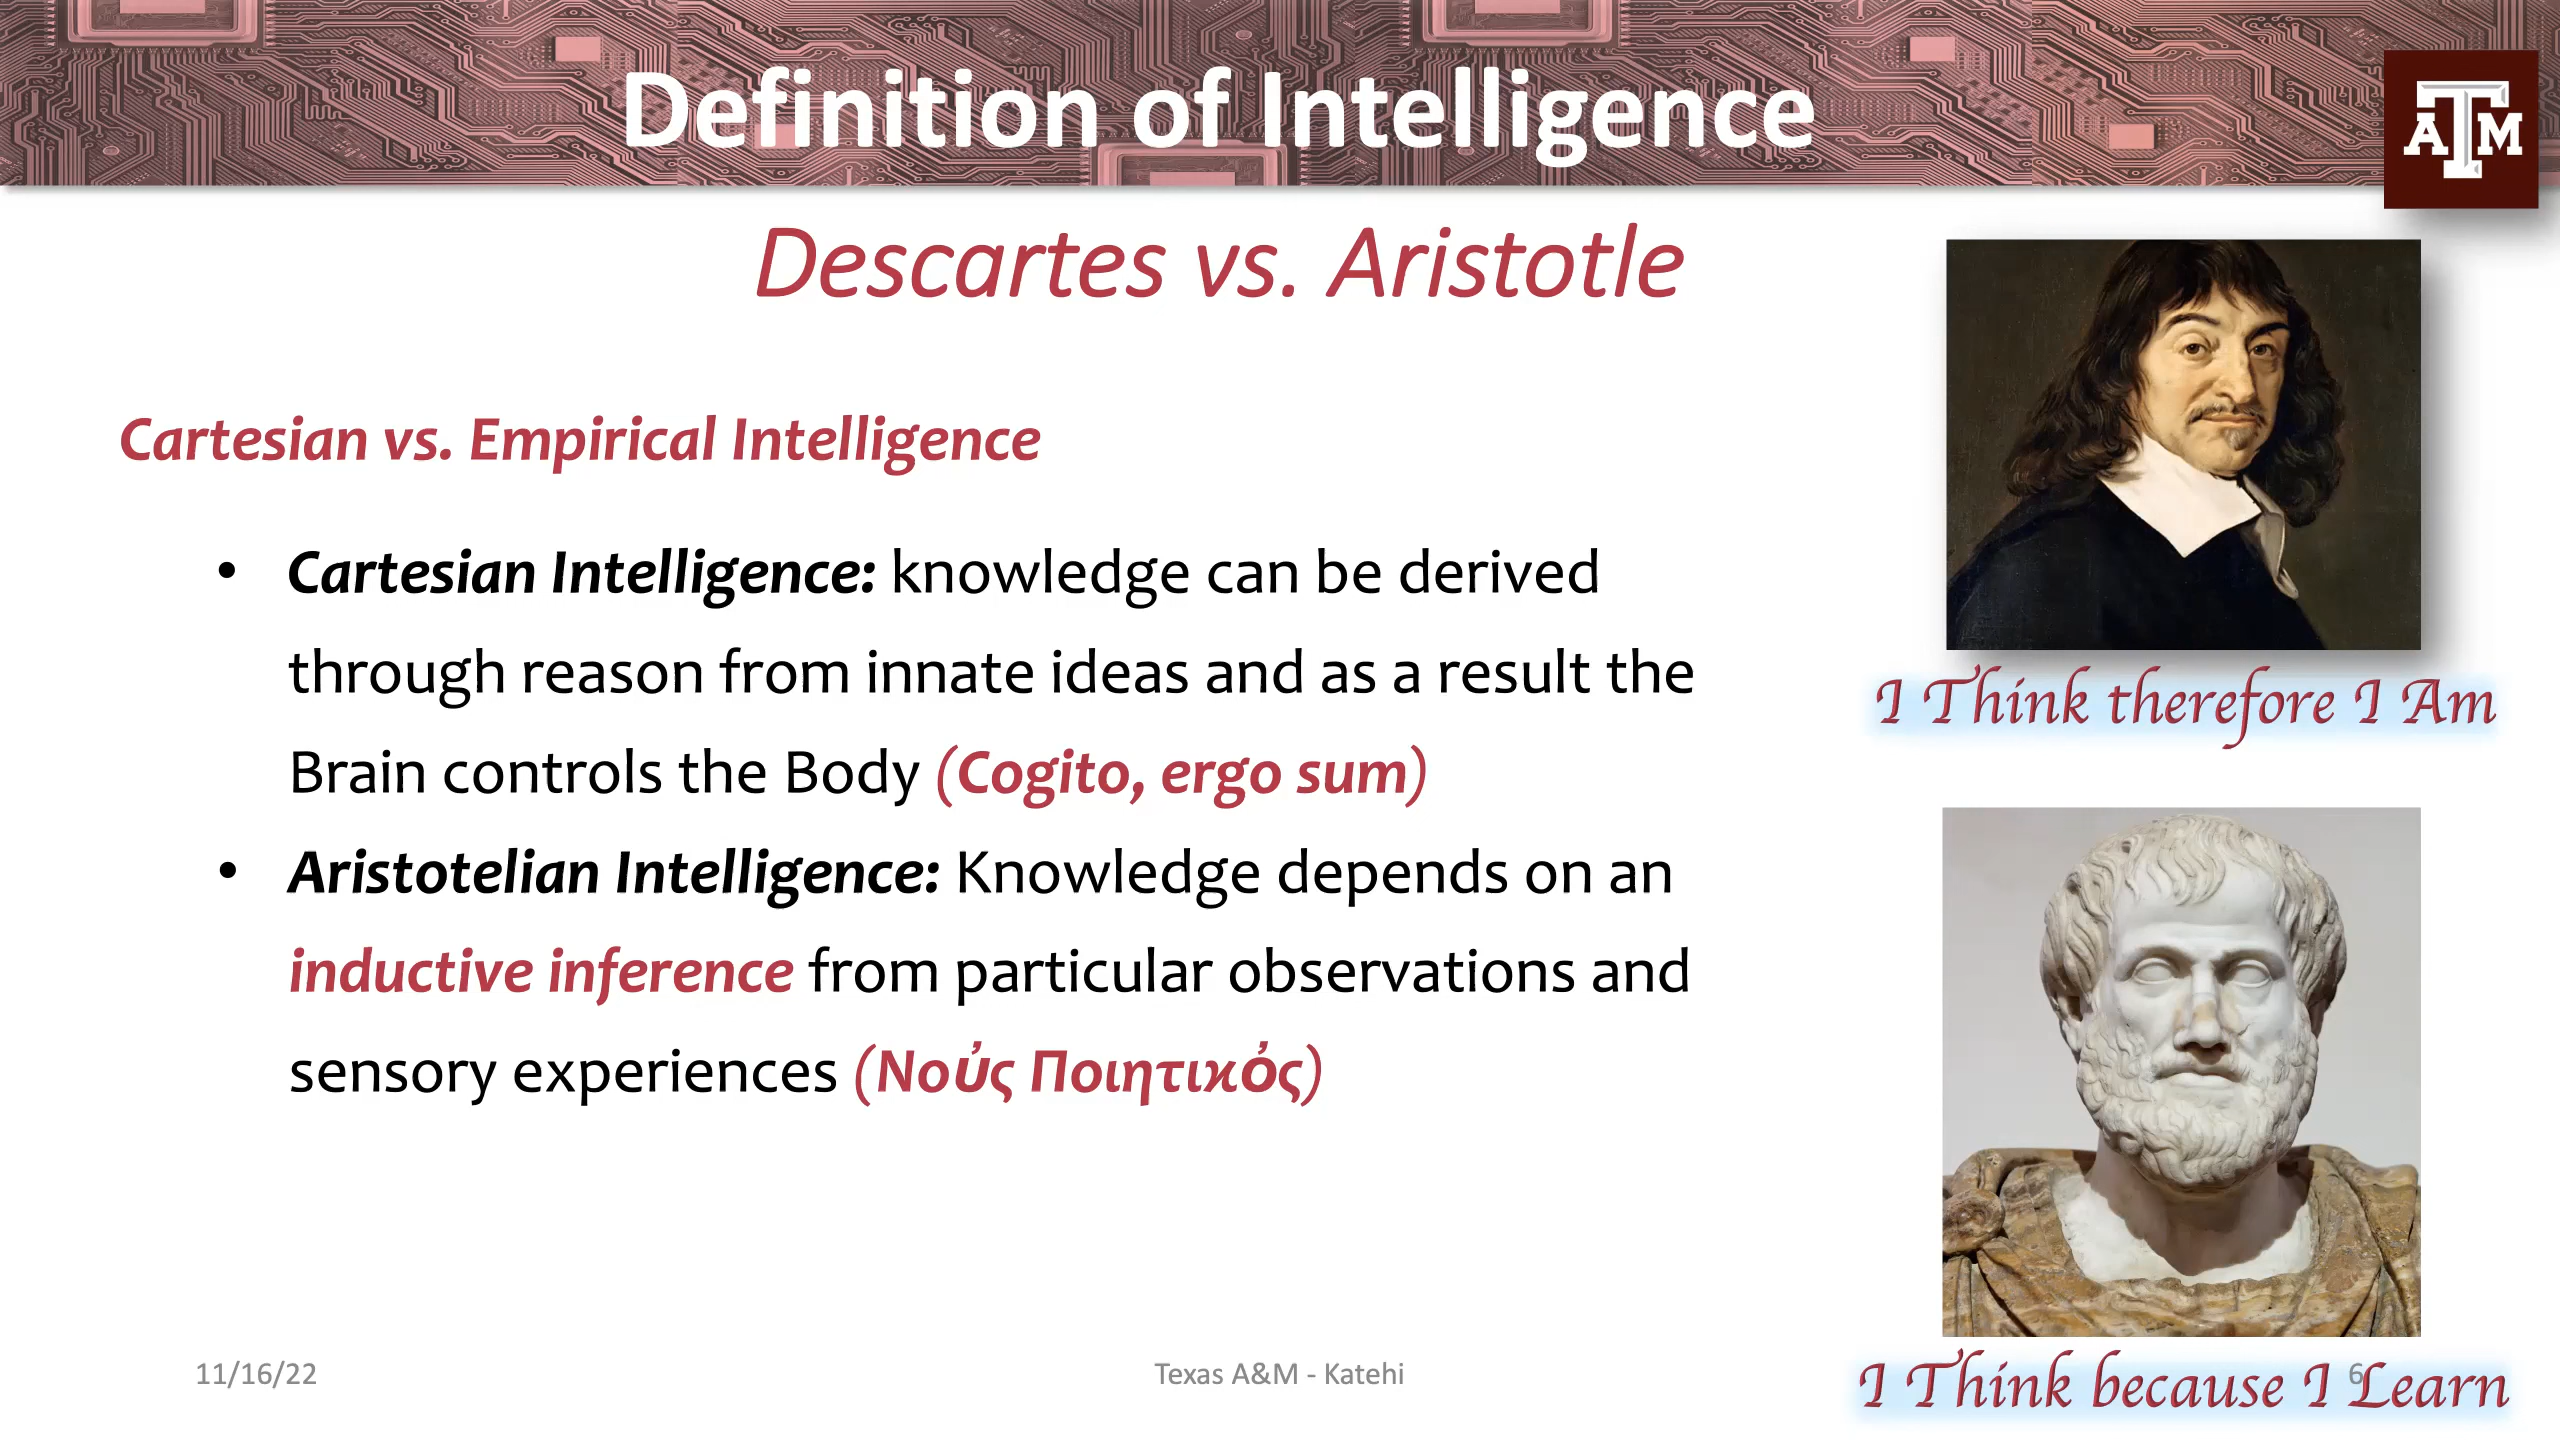 Definition of Intelligence
ATM
Descartes vs. Aristotle
Cartesian vs. Empirical Intelligence
• Cartesian Intelligence: knowledge can be derived
through reason from innate ideas and as a result the
Brain controls the Body (Cogito, ergo sum)
• Aristotelian Intelligence: Knowledge depends on an
inductive inference from particular observations and
sensory experiences (Νοὐς Ποιητικὀς)
I Think therefore I Am
I Think because I Learn
11/16/22
Texas A&M - Katehi
6